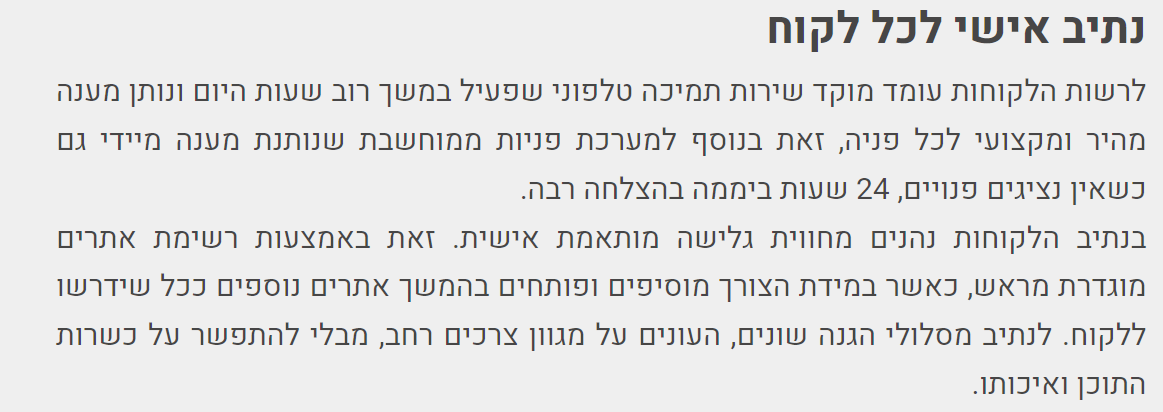 נתיב אישי לכל לקוח
לרשות הלקוחות עומד מוקד שירות תמיכה טלפוני שפעיל במשך רוב שעות היום ונותן מענה
מהיר ומקצועי לכל פניה, זאת בנוסף למערכת פניות ממוחשבת שנותנת מענה מיידי גם
כשאין נציגים פנויים, 24 שעות ביממה בהצלחה רבה.
בנתיב הלקוחות נהנים מחווית גלישה מותאמת אישית. זאת באמצעות רשימת אתרים
מוגדרת מראש, כאשר במידת הצורך מוסיפים ופותחים בהמשך אתרים נוספים ככל שידרשו
ללקוח. לנתיב מסלולי הגנה שונים, העונים על מגוון צרכים רחב, מבלי להתפשר על כשרות
התוכן ואיכותו.